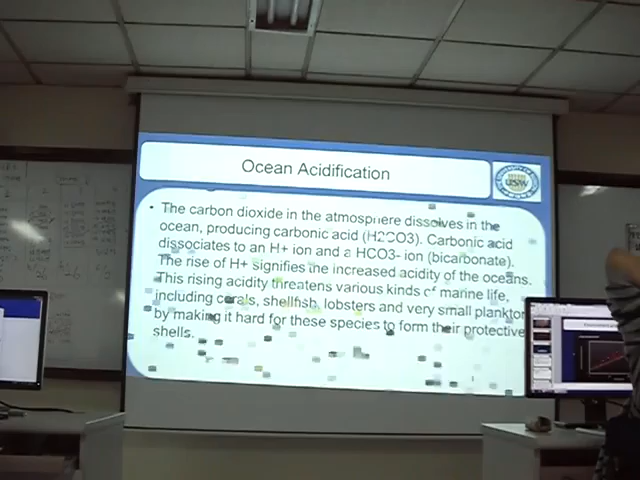 Ocean Acidification
• The carbon dioxide in the atmosphere dissolves in the
ocean, producing carbonic acid (H2CO3). Carbonic acid
dissociates to an H+ ion and a HCO3- ion (bicarbonate).
The rise of H+ signifies the increased acidity of the oceans.
This rising acidity threatens various kinds of marine life,
including corals, shellfish, lobsters and very small plankton
by making it hard for these species to form their protective
shells.